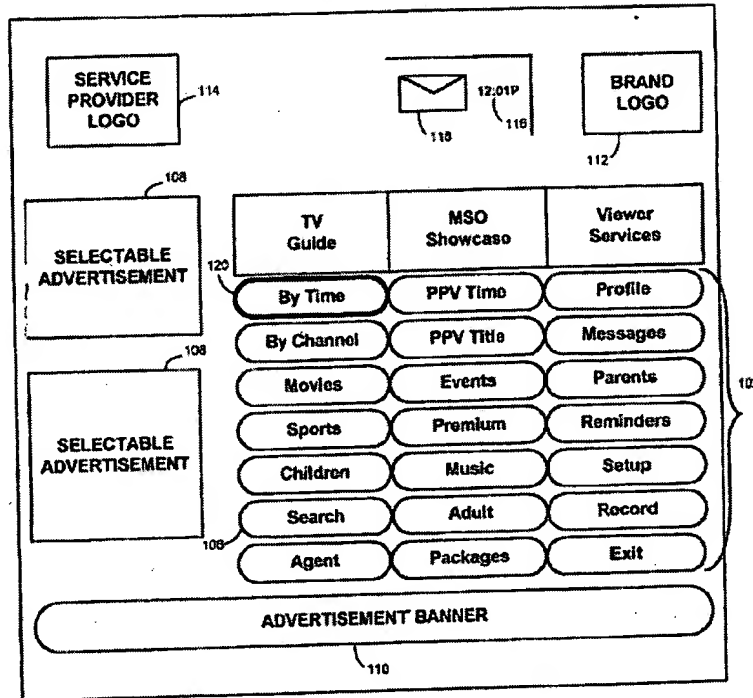 SERVICE
PROVIDER
LOGO
114
118
12:01P
116
BRAND
LOGO
112
108
SELECTABLE
ADVERTISEMENT
108
SELECTABLE
ADVERTISEMENT
TV
Guide
MSO
Showcase
Viewer
Services
120
By Time
PPV Time
Profile
By Channel
PPV Title
Messages
Movies
Events
Parents
10
Sports
Premium
Reminders
Children
Music
Setup
106
Search
Adult
Record
Agent
Packages
Exit
ADVERTISEMENT BANNER
110